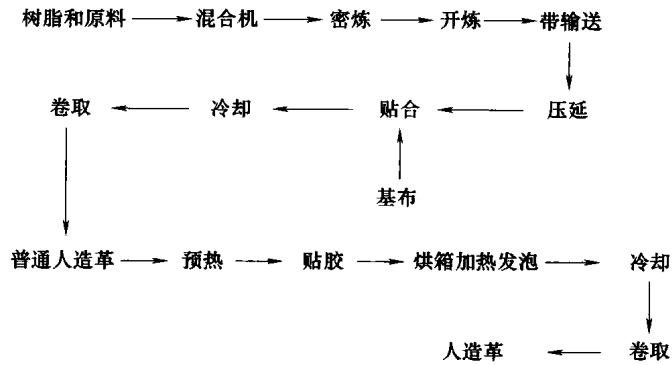 树脂和原料 混合机 密炼 开炼 带输送
卷取 冷却 贴合 压延
基布
普通人造革 预热 贴胶 烘箱加热发泡 冷却
人造革 卷取